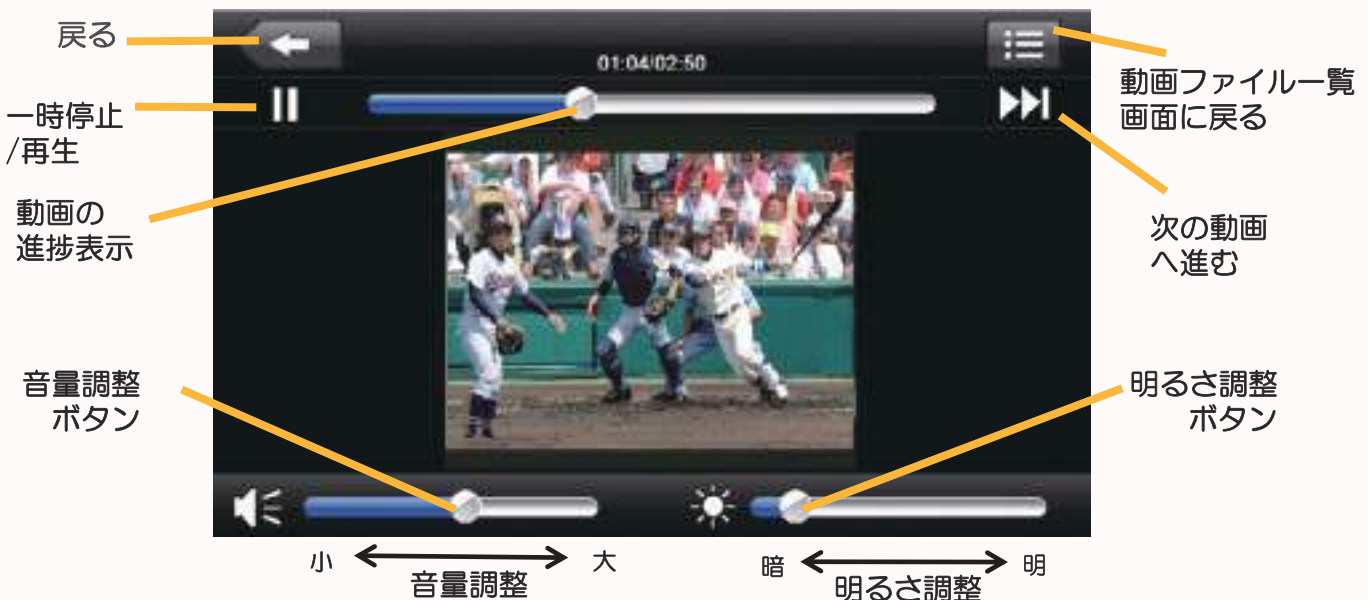 戻る
01:04/02:50
動画ファイル一覧
画面に戻る
一時停止
/再生
動画の
進捗表示
次の動画
へ進む
音量調整
ボタン
明るさ調整
ボタン
小
大
音量調整
暗
明
明るさ調整